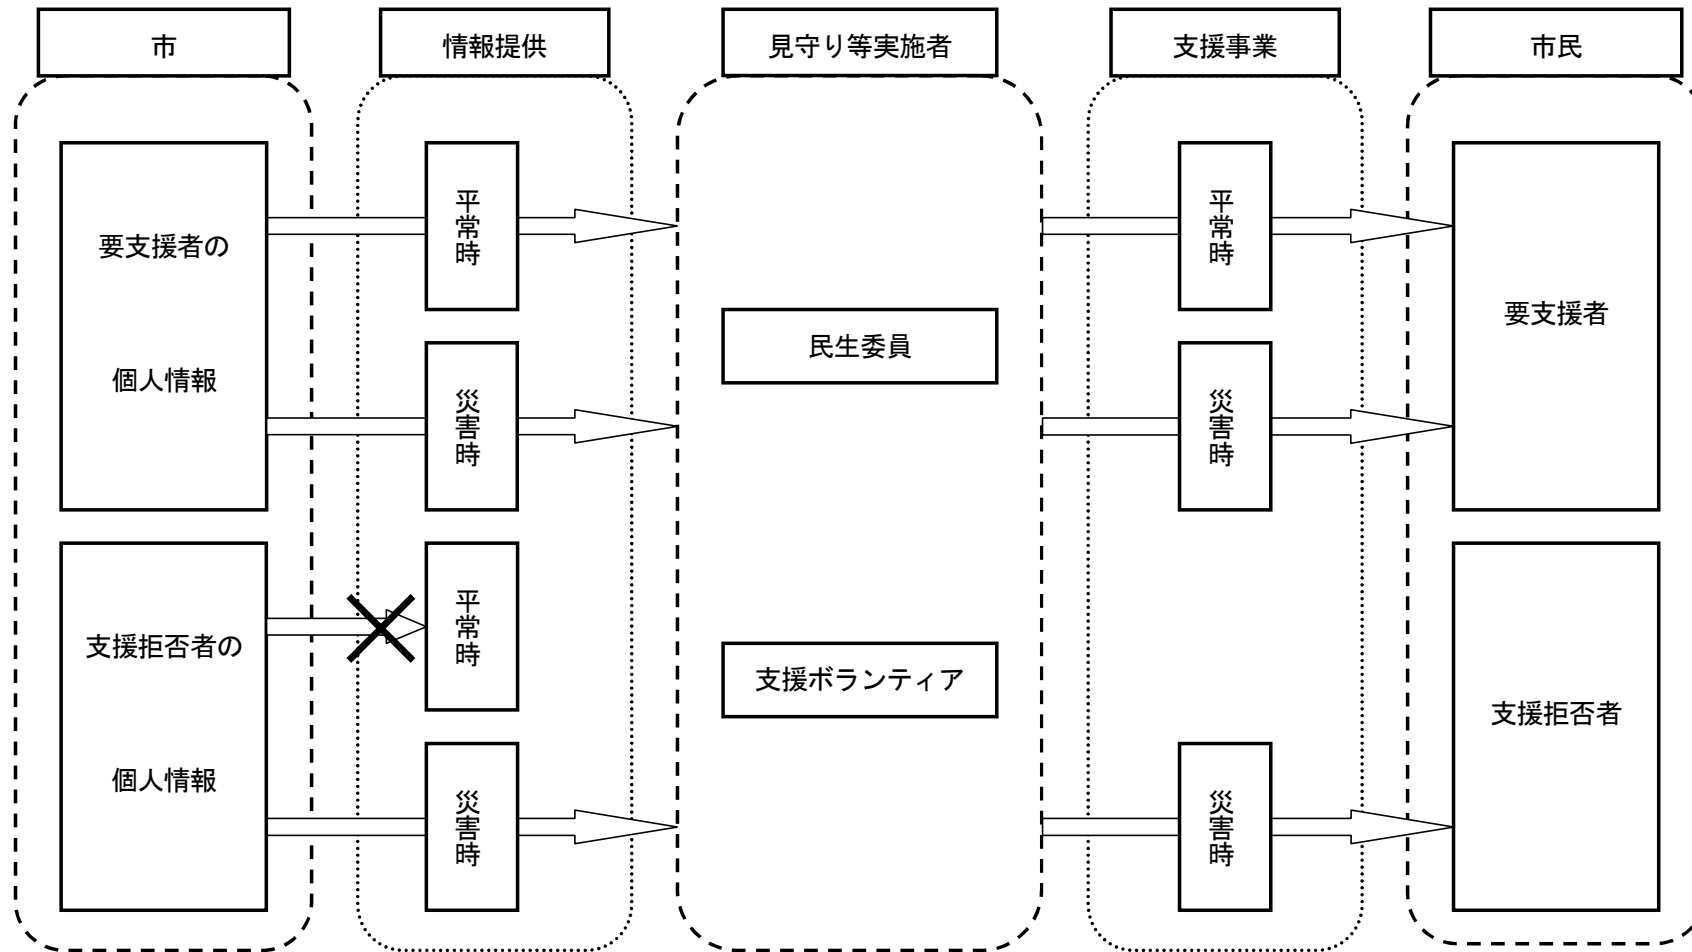 市
情報提供
見守り等実施者
支援事業
市民
要支援者の
個人情報
支援拒否者の
個人情報
平常時
災害時
平常時
災害時
民生委員
支援ボランティア
平常時
災害時
災害時
要支援者
支援拒否者